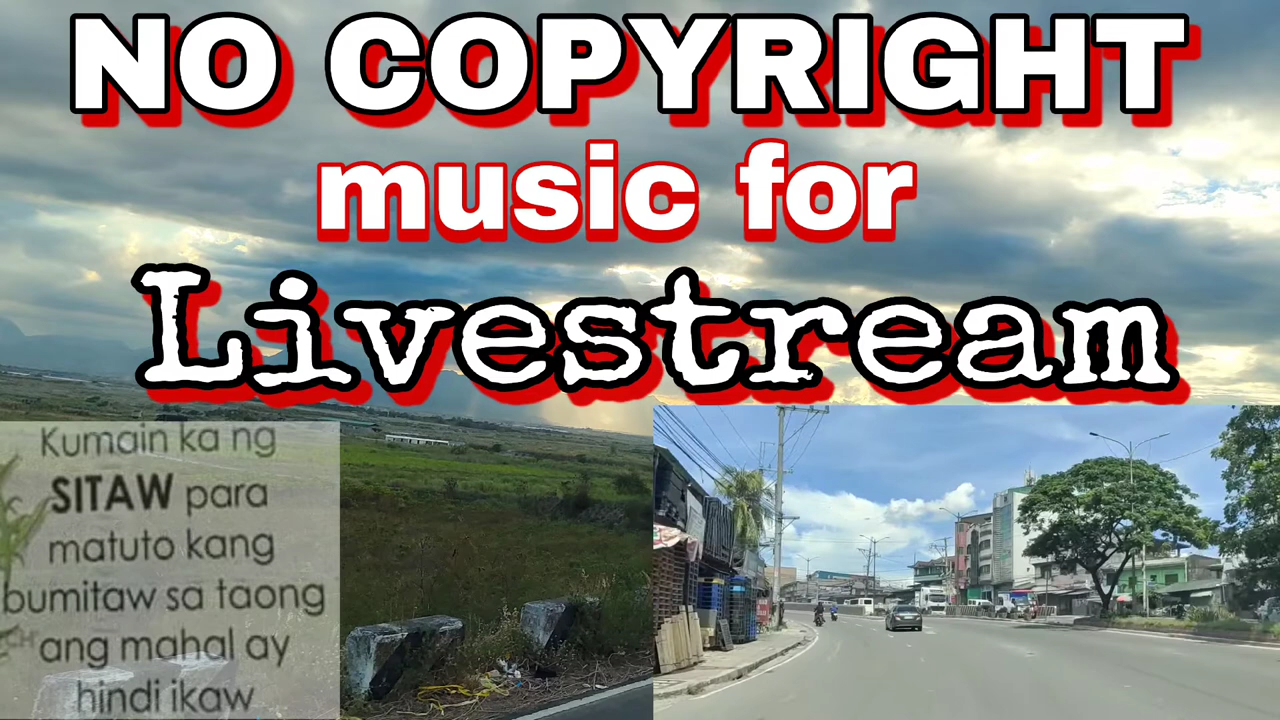 NO COPYRIGHT
music for
Livestream
Kumain ka ng
SITAW para
matuto kang
bumitaw sa taong
ang mahal ay
hindi ikaw